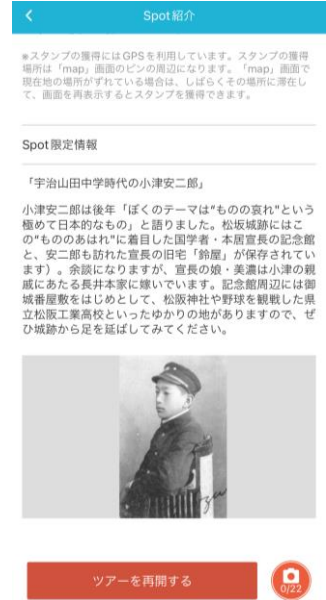 Spot紹介
※スタンプの獲得にはGPSを利用しています。スタンプの獲得
場所は「map」画面のピンの周辺になります。「map」画面で
現在地の場所がずれている場合は、しばらくその場所に滞在し
て、画面を再表示するとスタンプを獲得できます。
Spot限定情報
「宇治山田中学時代の小津安二郎」
小津安二郎は後年「ぼくのテーマは“ものの哀れ”という
極めて日本的なもの」と語りました。松坂城跡にはこ
の“もののあはれ"に着目した国学者・本居宣長の記念館
と、安二郎も訪れた宣長の旧宅「鈴屋」が保存されてい
ます）。余談になりますが、宣長の娘・美濃は小津の親
戚にあたる長井本家に嫁いでいます。記念館周辺には御
城番屋敷をはじめとして、松阪神社や野球を観戦した県
立松阪工業高校といったゆかりの地がありますので、ぜ
ひ城跡から足を延ばしてみてください。
ツアーを再開する
0/22